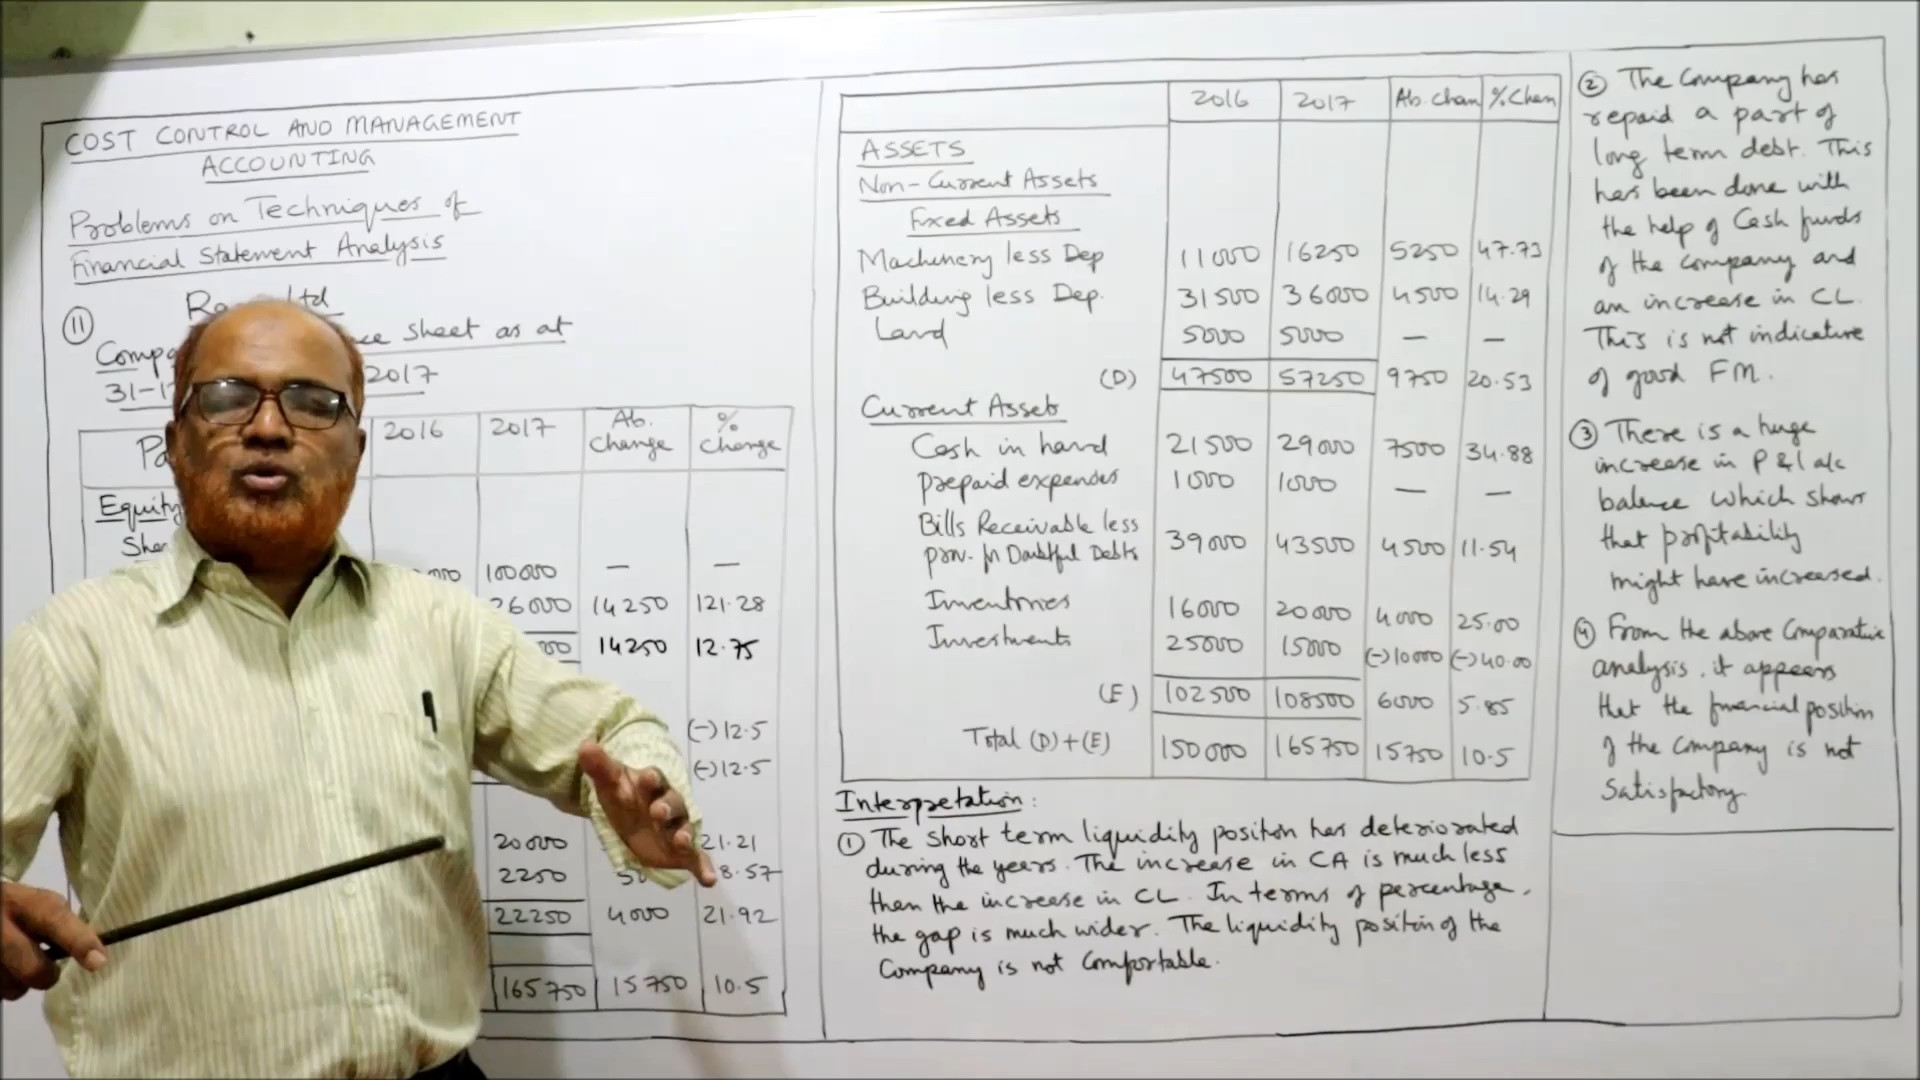 COST CONTROL AND MANAGEMENT
ACCOUNTING
Problems on Techniques of
Financial Statement Analysis
11
Ltd
Sheet as at
31-1 2017
2016 2017 Ab. Change % Change
Equity
100000 — —
26000 14250 121.28
14250 12.75
(-) 12.5
(-) 12.5
20000 21.21
2250 8.57
22250 4000 21.92
165750 15750 10.5
2016 2017 Ab. Chan % Chan
ASSETS
Non-Current Assets
Fixed Assets
Machinery less Dep 11000 16250 5250 47.73
Building less Dep. 31500 36000 4500 14.29
Land 5000 5000 — —
(D) 47500 57250 9750 20.53
Current Assets
Cash in hand 21500 29000 7500 34.88
Prepaid expenses 1000 1000 — —
Bills Receivable less
prov. for Doubtful Debts 39000 43500 4500 11.54
Inventories 16000 20000 4000 25.00
Investments 25000 15000 (-) 10000 (-) 40.00
(E) 102500 108500 6000 5.85
Total (D) + (E) 150000 165750 15750 10.5
Interpretation:
1 The short term liquidity position has deteriorated
during the years. The increase in CA is much less
than the increase in CL. In terms of percentage,
the gap is much wider. The liquidity position of the
Company is not comfortable.
2 The Company has
repaid a part of
long term debt. This
has been done with
the help of Cash funds
of the company and
an increase in CL.
This is not indicative
of good FM.
3 There is a huge
increase in P & L a/c
balance which shows
that profitability
might have increased.
4 From the above Comparative
analysis, it appears
that the financial position
of the Company is not
Satisfactory